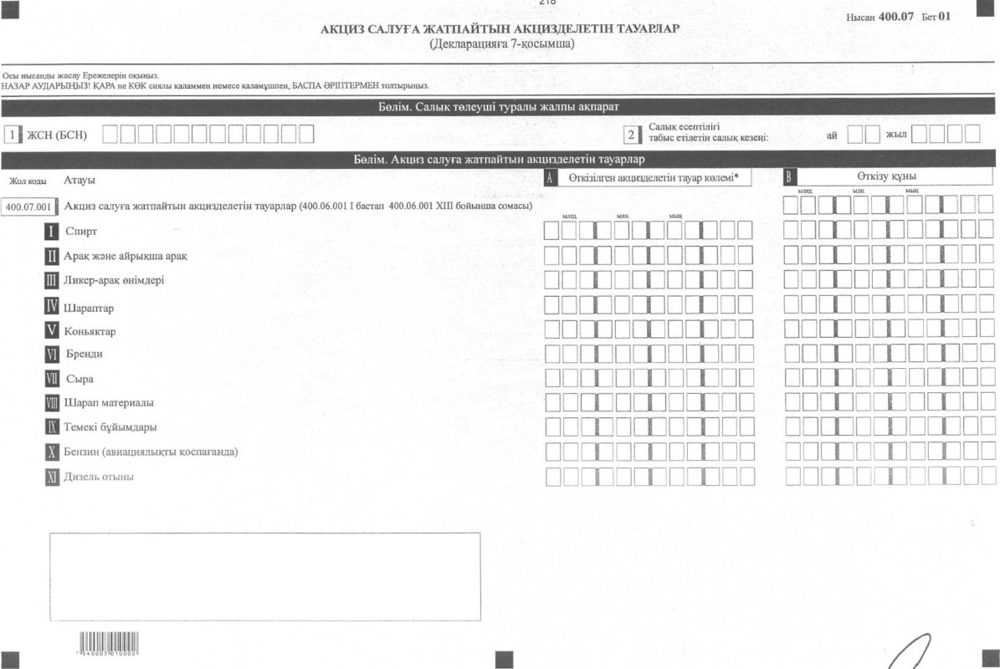 218
Нысан 400.07 Бет 01
АКЦИЗ САЛУҒА ЖАТПАЙТЫН АКЦИЗДЕЛЕТІН ТАУАРЛАР
(Декларацияға 7-қосымша)
Осы нысанды жасау Ережелерін оқыңыз.
НАЗАР АУДАРЫҢЫЗ! ҚАРА не КӨК сиялы қаламмен немесе қаламұшпен, БАСПА ӘРІПТЕРМЕН толтырыңыз.
Бөлім. Салық төлеуші туралы жалпы ақпарат
1 ЖСН (БСН) 2 Салық есептілігі
табыс етілетін салық кезеңі: ай жыл
Бөлім. Акциз салуға жатпайтын акцизделетін тауарлар
Жол коды Атауы A Өткізілген акцизделетін тауар көлемі* B Өткізу құны
млрд. млн. мың
400.07.001 Акциз салуға жатпайтын акцизделетін тауарлар (400.06.001 I бастап 400.06.001 XIII бойынша сомасы)
млрд. млн. мың
I Спирт
II Арақ және айрықша арақ
III Ликер-арақ өнімдері
IV Шараптар
V Коньяктар
VI Бренди
VII Сыра
VIII Шарап материалы
IX Темекі бұйымдары
X Бензин (авиациялықты қоспағанда)
XI Дизель отыны
*540007010002*